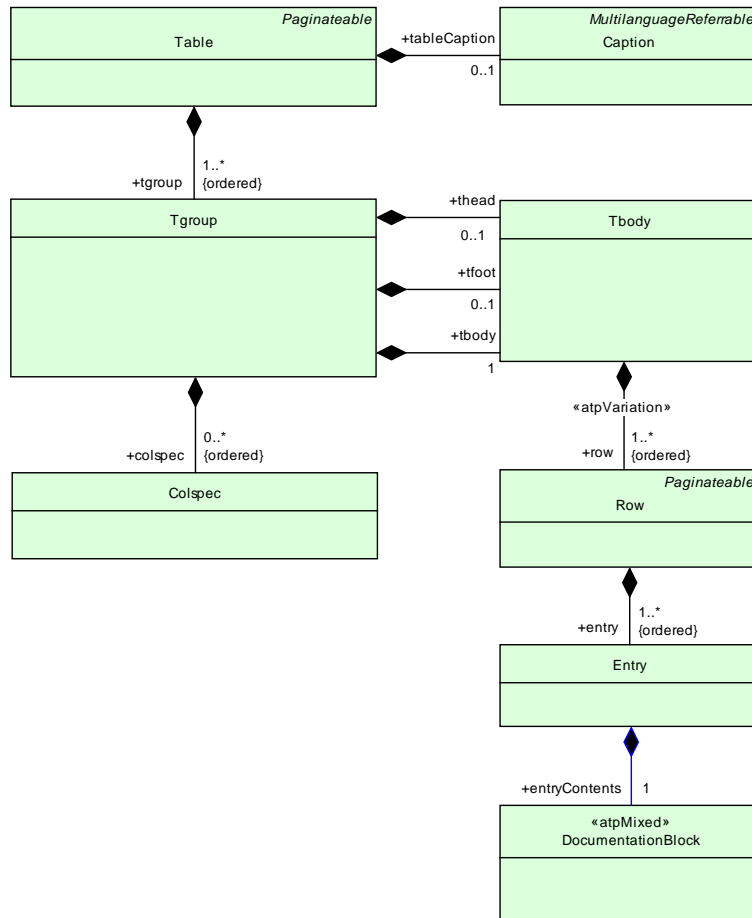 Paginateable
Table
+tableCaption
0..1
MultilanguageReferrable
Caption
+tgroup
1..*
{ordered}
Tgroup
+thead
0..1
+tfoot
0..1
+tbody
1
Tbody
«atpVariation»
+row
1..*
{ordered}
+colspec
0..*
{ordered}
Colspec
Paginateable
Row
+entry
1..*
{ordered}
Entry
+entryContents
1
«atpMixed»
DocumentationBlock